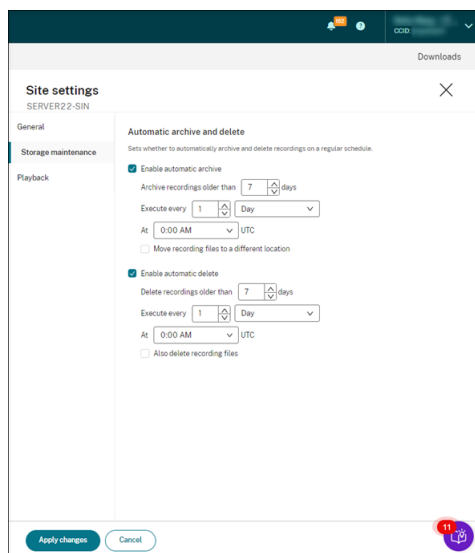 152
CCID:
Downloads
Site settings
SERVER22-SIN
General
Storage maintenance
Playback
Automatic archive and delete
Sets whether to automatically archive and delete recordings on a regular schedule.
Enable automatic archive
Archive recordings older than 7 days
Execute every 1 Day
At 0:00 AM UTC
Move recording files to a different location
Enable automatic delete
Delete recordings older than 7 days
Execute every 1 Day
At 0:00 AM UTC
Also delete recording files
Apply changes Cancel
11